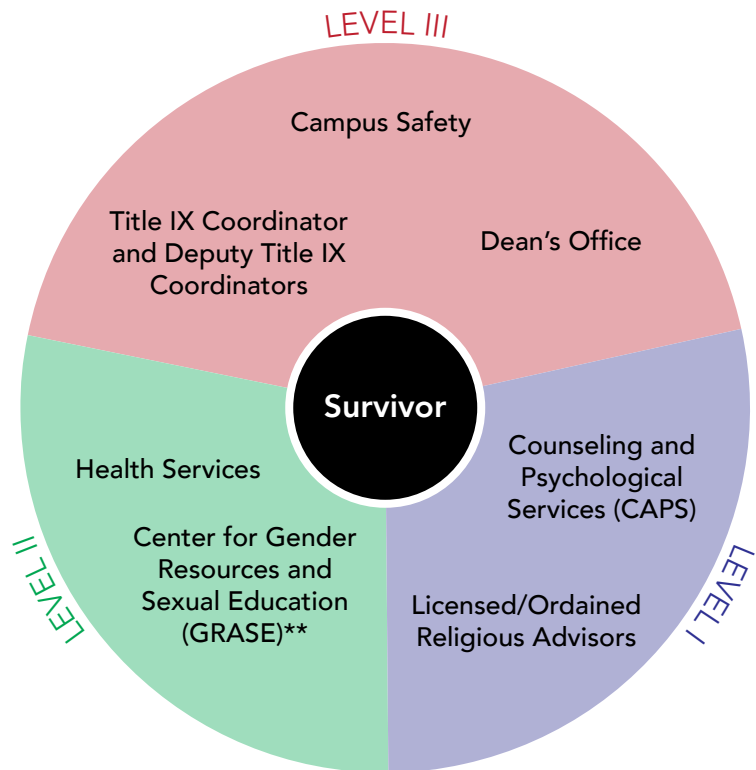 LEVEL III
Campus Safety
Title IX Coordinator
and Deputy Title IX
Coordinators
Dean’s Office
Survivor
Health Services
Center for Gender
Resources and
Sexual Education
(GRASE)**
LEVEL II
Counseling and
Psychological
Services (CAPS)
Licensed/Ordained
Religious Advisors
LEVEL I